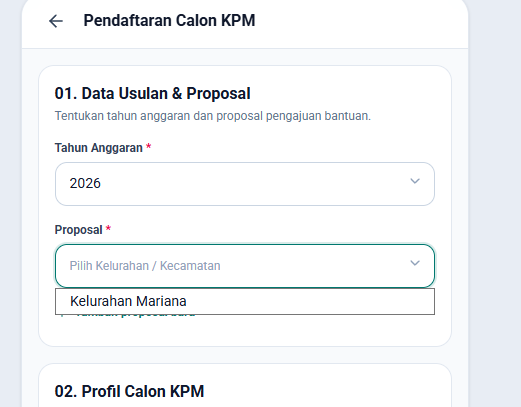 Pendaftaran Calon KPM
01. Data Usulan & Proposal
Tentukan tahun anggaran dan proposal pengajuan bantuan.
Tahun Anggaran *
2026
Proposal *
Pilih Kelurahan / Kecamatan
Kelurahan Mariana
02. Profil Calon KPM